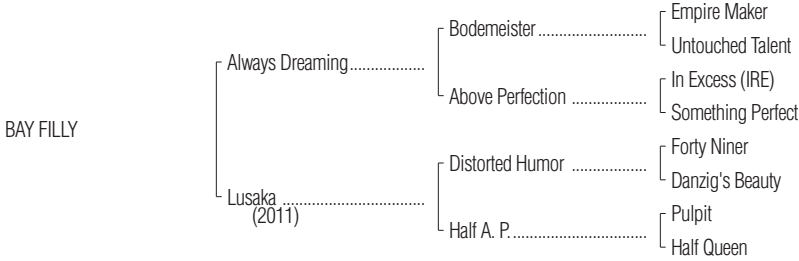 Empire Maker
Bodemeister..........................
Untouched Talent
Always Dreaming..................
In Excess (IRE)
Above Perfection ..................
Something Perfect
BAY FILLY
Forty Niner
Distorted Humor ..................
Danzig's Beauty
Lusaka ..................................
(2011)
Pulpit
Half A. P.................................
Half Queen